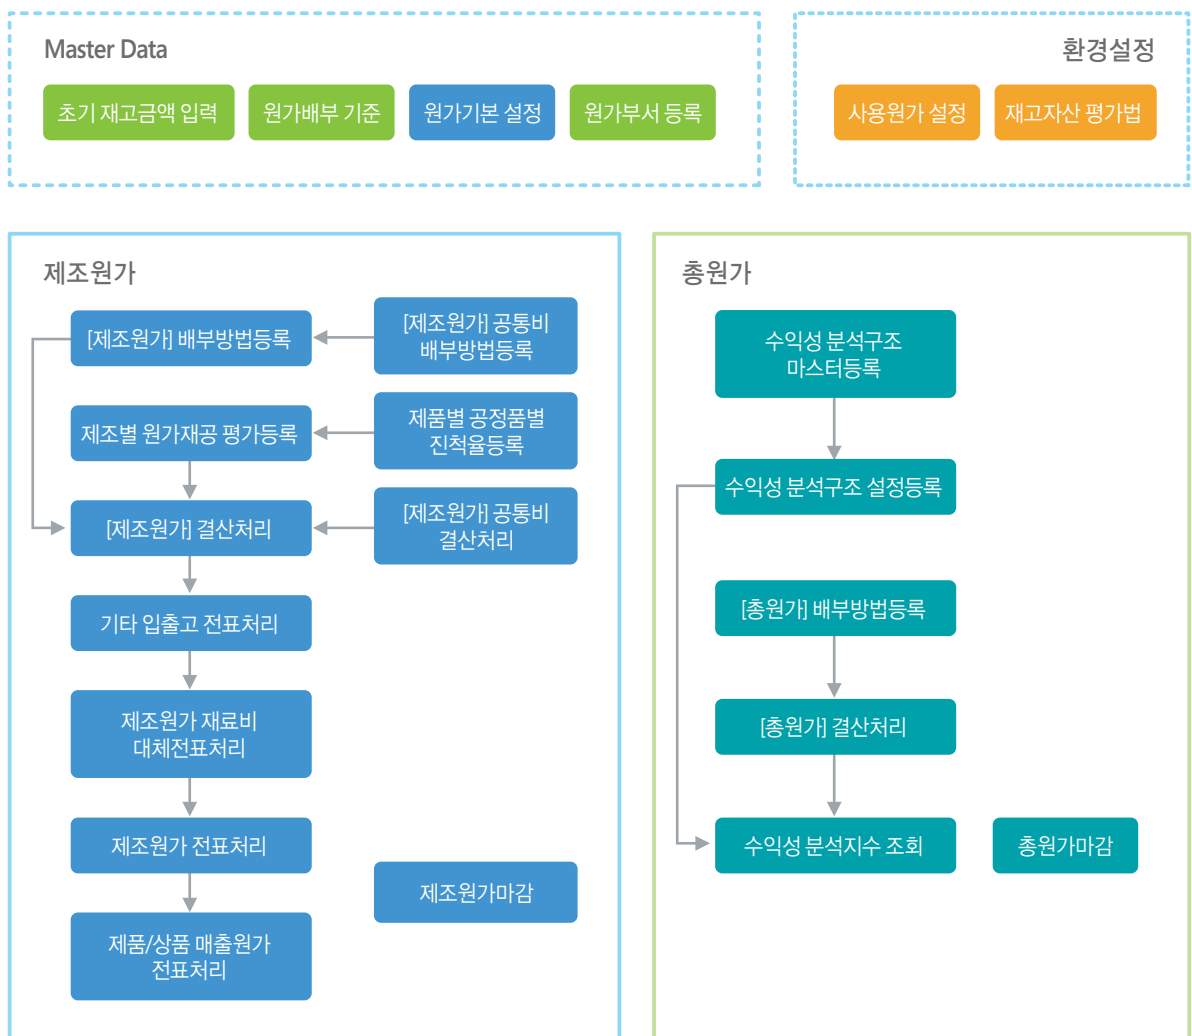 Master Data
초기 재고금액 입력
원가배부 기준
원가기본 설정
원가부서 등록
환경설정
사용원가 설정
재고자산 평가법
제조원가
[제조원가] 배부방법등록
[제조원가] 공통비
배부방법등록
제조별 원가재공 평가등록
제품별 공정품별
진척율등록
[제조원가] 결산처리
[제조원가] 공통비
결산처리
기타 입출고 전표처리
제조원가 재료비
대체전표처리
제조원가 전표처리
제조원가마감
제품/상품 매출원가
전표처리
총원가
수익성 분석구조
마스터등록
수익성 분석구조 설정등록
[총원가] 배부방법등록
[총원가] 결산처리
수익성 분석지수 조회
총원가마감